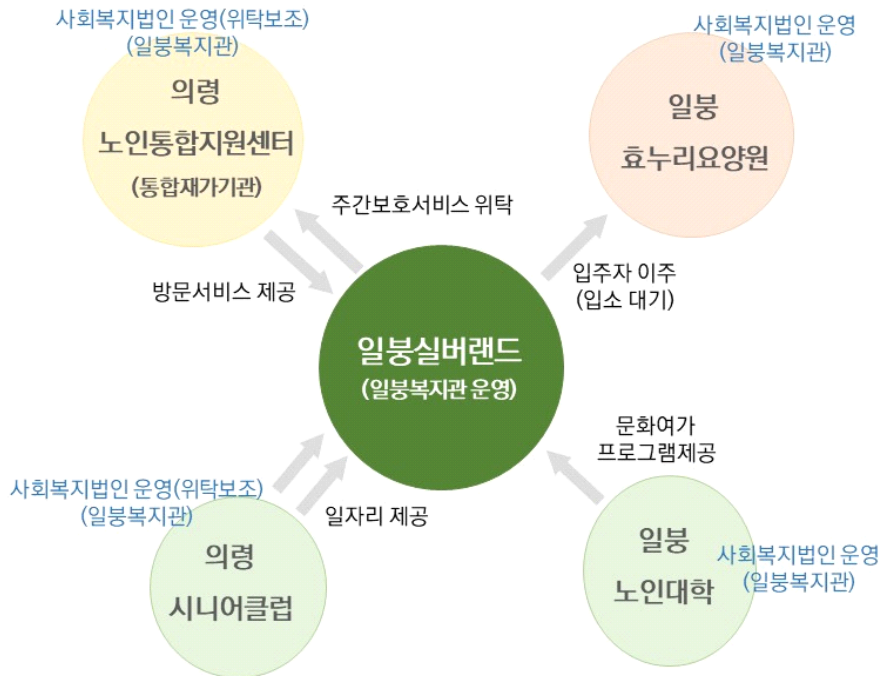 사회복지법인 운영(위탁보조)
(일붕복지관)
의령
노인통합지원센터
(통합재가기관)
사회복지법인 운영
(일붕복지관)
일붕
효누리요양원
주간보호서비스 위탁
방문서비스 제공
입주자 이주
(입소 대기)
일붕실버랜드
(일붕복지관 운영)
문화여가
프로그램제공
사회복지법인 운영(위탁보조)
(일붕복지관)
일자리 제공
의령
시니어클럽
일붕
노인대학
사회복지법인 운영
(일붕복지관)